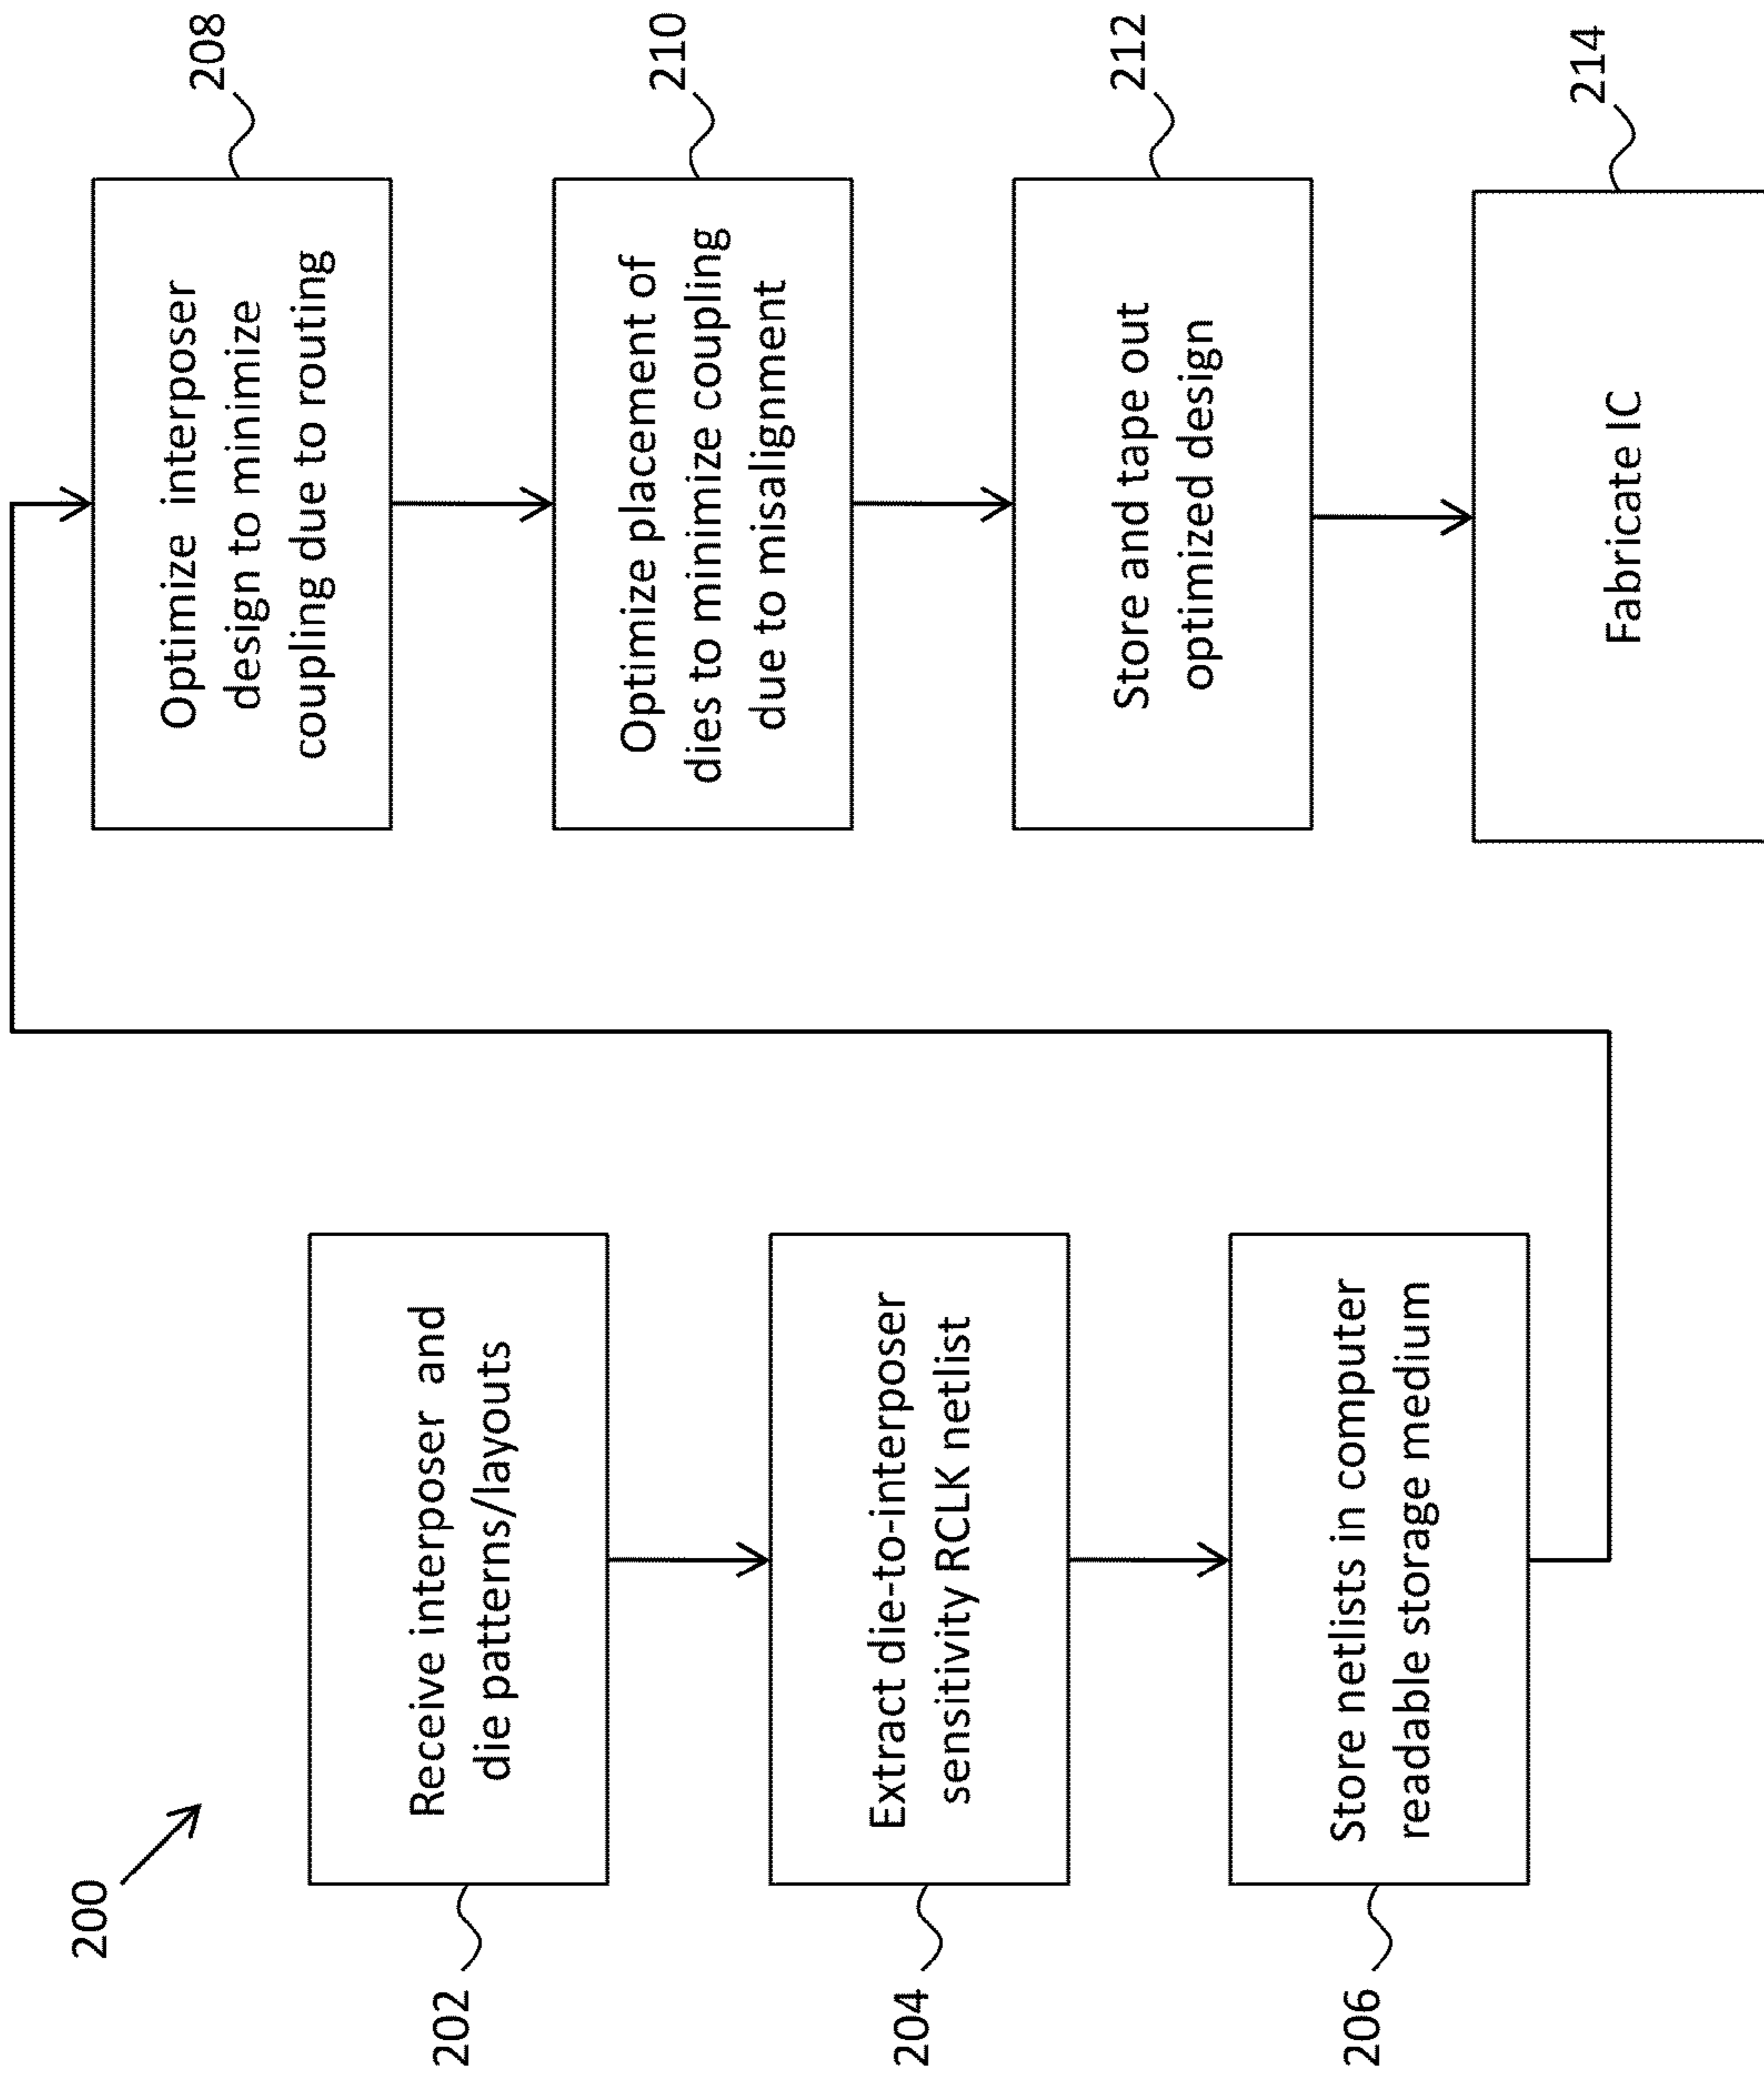 200
202
Receive interposer and
die patterns/layouts
204
Extract die-to-interposer
sensitivity RCLK netlist
206
Store netlists in computer
readable storage medium
208
Optimize interposer
design to minimize
coupling due to routing
210
Optimize placement of
dies to minimize coupling
due to misalignment
212
Store and tape out
optimized design
214
Fabricate IC